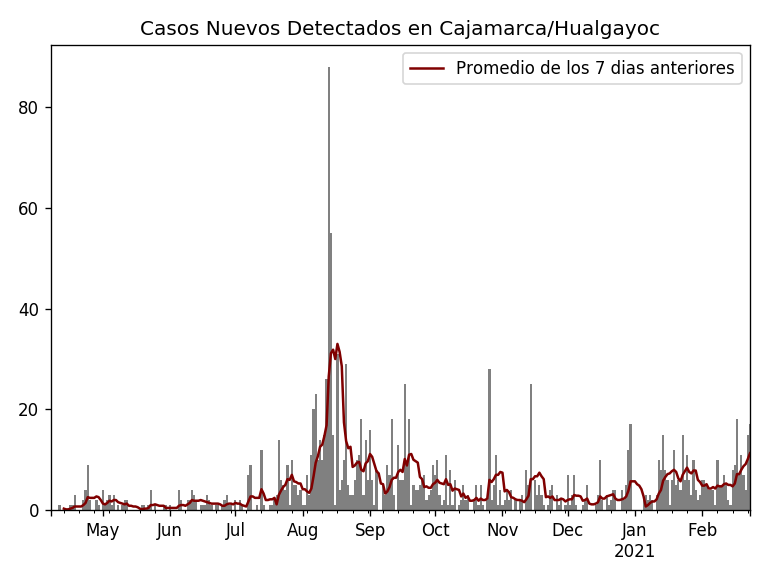 Casos Nuevos Detectados en Cajamarca/Hualgayoc
Promedio de los 7 dias anteriores
80
60
40
20
0
May Jun Jul Aug Sep Oct Nov Dec Jan Feb
2021